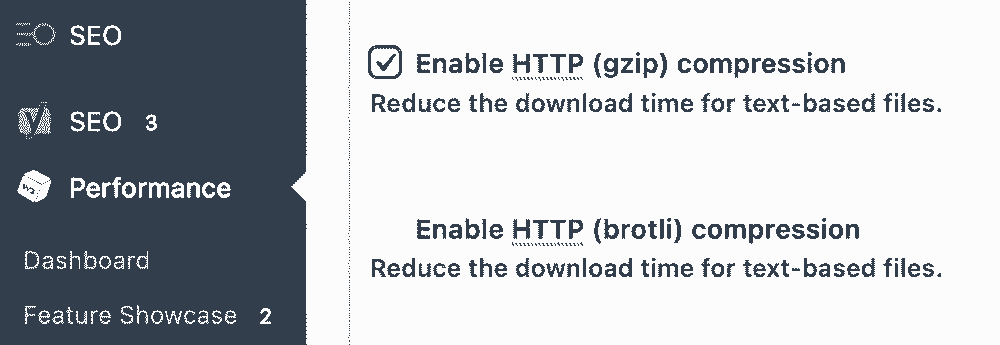 SEO
SEO 3
Performance
Dashboard
Feature Showcase 2
Enable HTTP (gzip) compression
Reduce the download time for text-based files.
Enable HTTP (brotli) compression
Reduce the download time for text-based files.